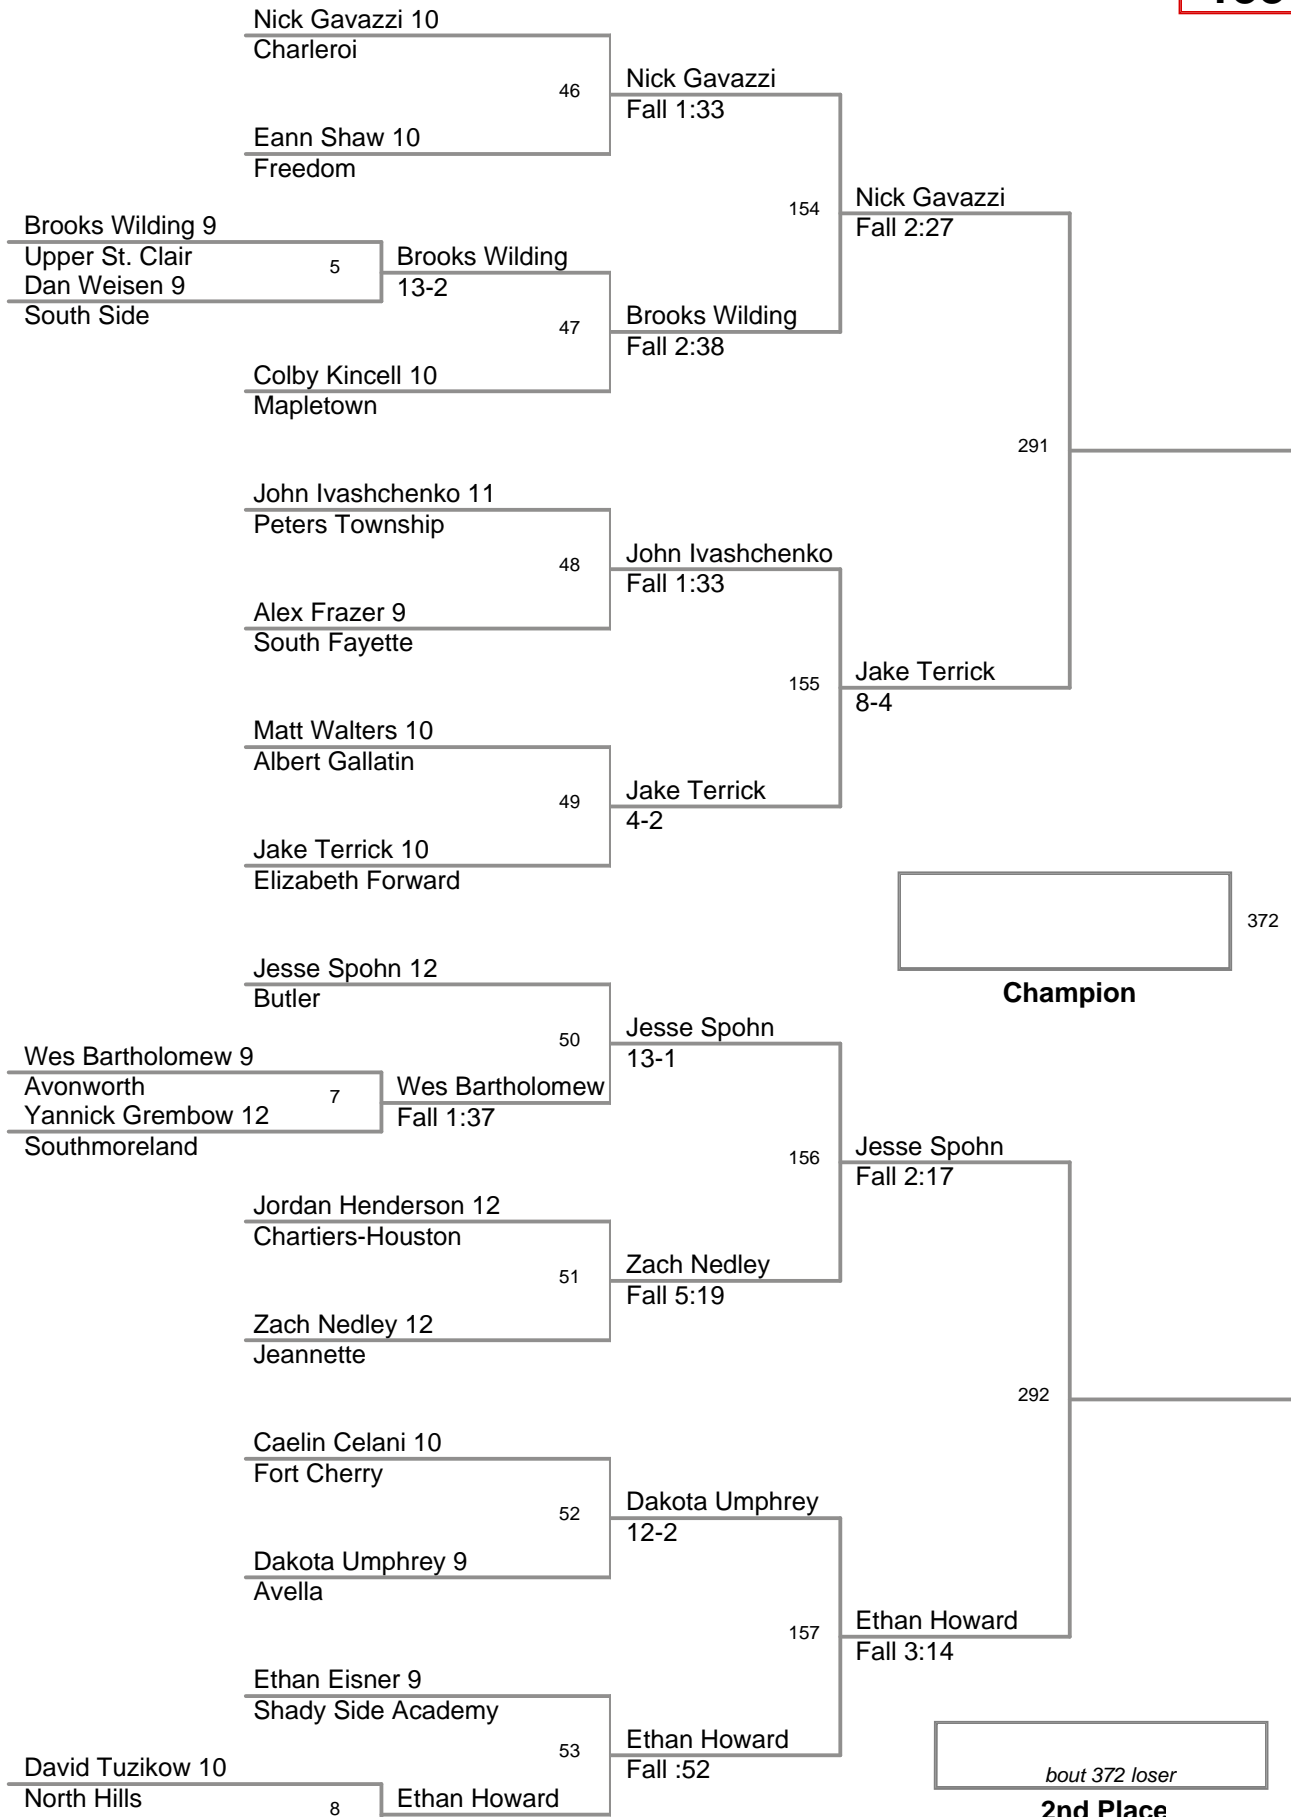 Nick Gavazzi 10
Charleroi
46
Nick Gavazzi
Fall 1:33
Eann Shaw 10
Freedom
154
Nick Gavazzi
Fall 2:27
Brooks Wilding 9
Upper St. Clair
5
Brooks Wilding
13-2
Dan Weisen 9
South Side
47
Brooks Wilding
Fall 2:38
Colby Kincell 10
Mapletown
291
John Ivashchenko 11
Peters Township
48
John Ivashchenko
Fall 1:33
Alex Frazer 9
South Fayette
155
Jake Terrick
8-4
Matt Walters 10
Albert Gallatin
49
Jake Terrick
4-2
Jake Terrick 10
Elizabeth Forward
372
Champion
Jesse Spohn 12
Butler
50
Jesse Spohn
13-1
Wes Bartholomew 9
Avonworth
7
Wes Bartholomew
Fall 1:37
Yannick Grembow 12
Southmoreland
156
Jesse Spohn
Fall 2:17
Jordan Henderson 12
Chartiers-Houston
51
Zach Nedley
Fall 5:19
Zach Nedley 12
Jeannette
292
Caelin Celani 10
Fort Cherry
52
Dakota Umphrey
12-2
Dakota Umphrey 9
Avella
157
Ethan Howard
Fall 3:14
Ethan Eisner 9
Shady Side Academy
53
Ethan Howard
Fall :52
David Tuzikow 10
North Hills
8
Ethan Howard
bout 372 loser
2nd Place